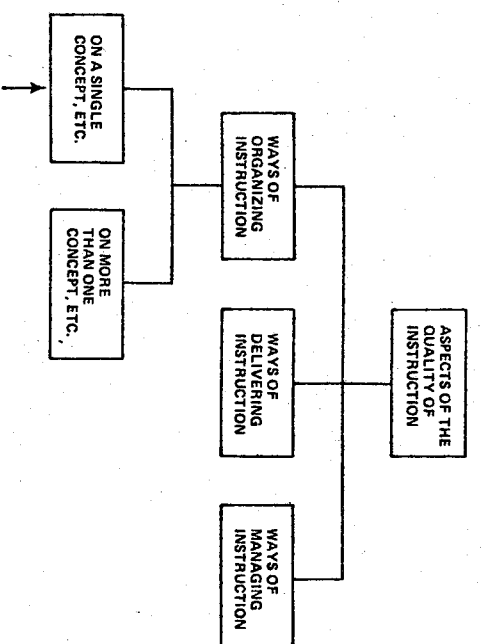 ASPECTS OF THE
QUALITY OF
INSTRUCTION
WAYS OF
ORGANIZING
INSTRUCTION
WAYS OF
DELIVERING
INSTRUCTION
WAYS OF
MANAGING
INSTRUCTION
ON A SINGLE
CONCEPT, ETC.
ON MORE
THAN ONE
CONCEPT, ETC.,